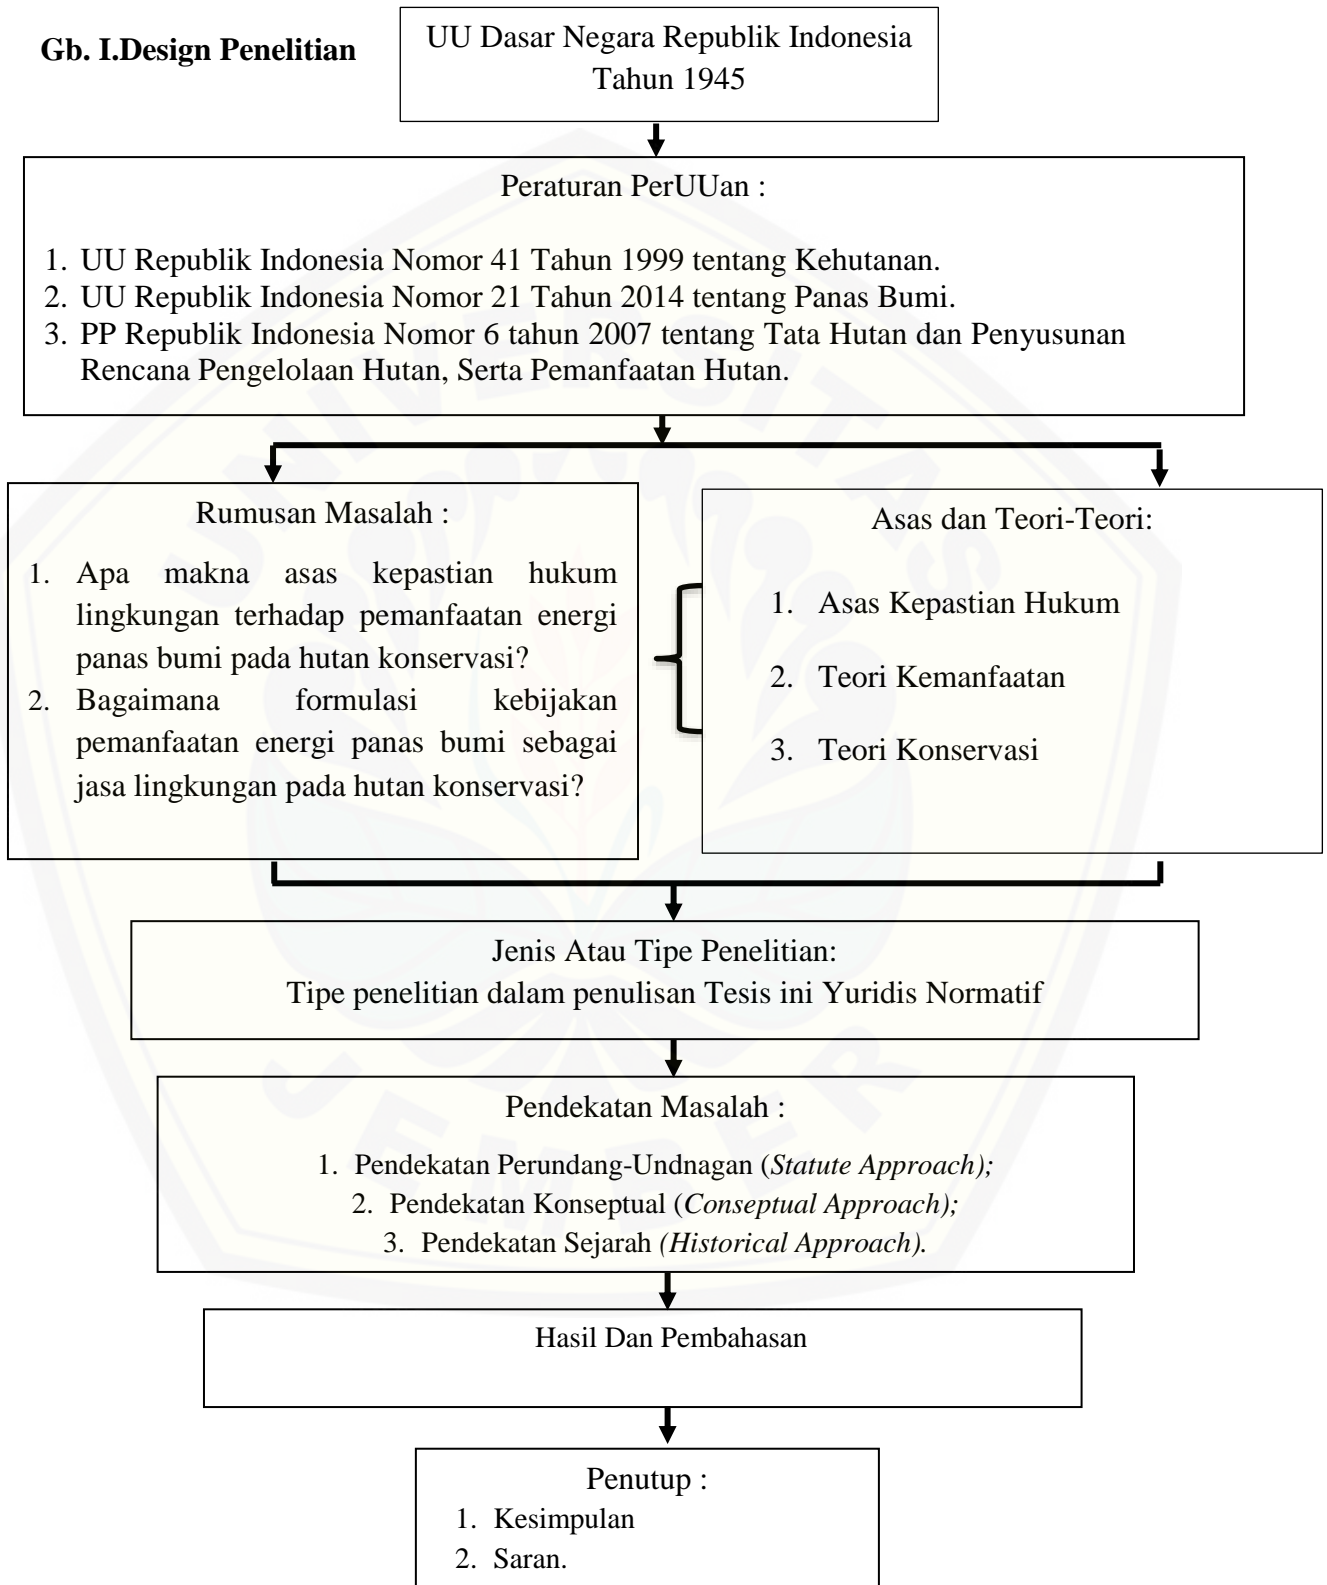 Gb. I.Design Penelitian
UU Dasar Negara Republik Indonesia
Tahun 1945
Peraturan PerUUan :
1. UU Republik Indonesia Nomor 41 Tahun 1999 tentang Kehutanan.
2. UU Republik Indonesia Nomor 21 Tahun 2014 tentang Panas Bumi.
3. PP Republik Indonesia Nomor 6 tahun 2007 tentang Tata Hutan dan Penyusunan
Rencana Pengelolaan Hutan, Serta Pemanfaatan Hutan.
Rumusan Masalah :
1. Apa makna asas kepastian hukum
lingkungan terhadap pemanfaatan energi
panas bumi pada hutan konservasi?
2. Bagaimana formulasi kebijakan
pemanfaatan energi panas bumi sebagai
jasa lingkungan pada hutan konservasi?
Asas dan Teori-Teori:
1. Asas Kepastian Hukum
2. Teori Kemanfaatan
3. Teori Konservasi
Jenis Atau Tipe Penelitian:
Tipe penelitian dalam penulisan Tesis ini Yuridis Normatif
Pendekatan Masalah :
1. Pendekatan Perundang-Undnagan (Statute Approach);
2. Pendekatan Konseptual (Conseptual Approach);
3. Pendekatan Sejarah (Historical Approach).
Hasil Dan Pembahasan
Penutup :
1. Kesimpulan
2. Saran.
UNIVERSITAS
JEMBER